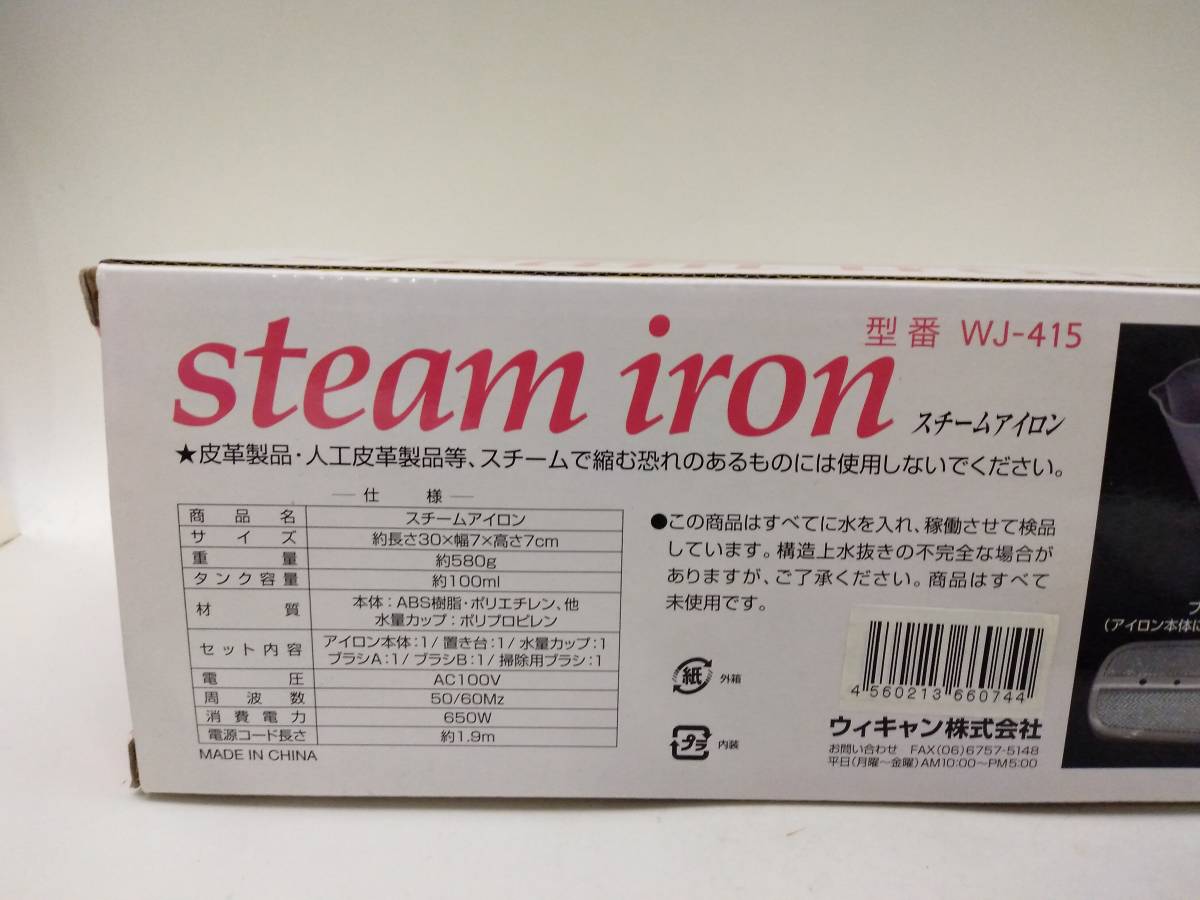 steam iron
型番 WJ-415
スチームアイロン
★皮革製品・人工皮革製品等、スチームで縮む恐れのあるものには使用しないでください。
仕 様
商品名 スチームアイロン
サイズ 約長さ30×幅7×高さ7cm
重量 約580g
タンク容量 約100ml
材質 本体：ABS樹脂・ポリエチレン、他
水量カップ：ポリプロピレン
セット内容 アイロン本体:1/ 置き台:1/ 水量カップ:1
ブラシA:1/ ブラシB:1/ 掃除用ブラシ:1
電圧 AC100V
周波数 50/60Mz
消費電力 650W
電源コード長さ 約1.9m
MADE IN CHINA
●この商品はすべてに水を入れ、稼働させて検品
しています。構造上水抜きの不完全な場合が
ありますが、ご了承ください。商品はすべて
未使用です。
紙 外箱
プラ 内装
4 560213 660744
ウィキャン株式会社
お問い合わせ FAX(06)6757-5148
平日(月曜〜金曜)AM10:00〜PM5:00
(アイロン本体に